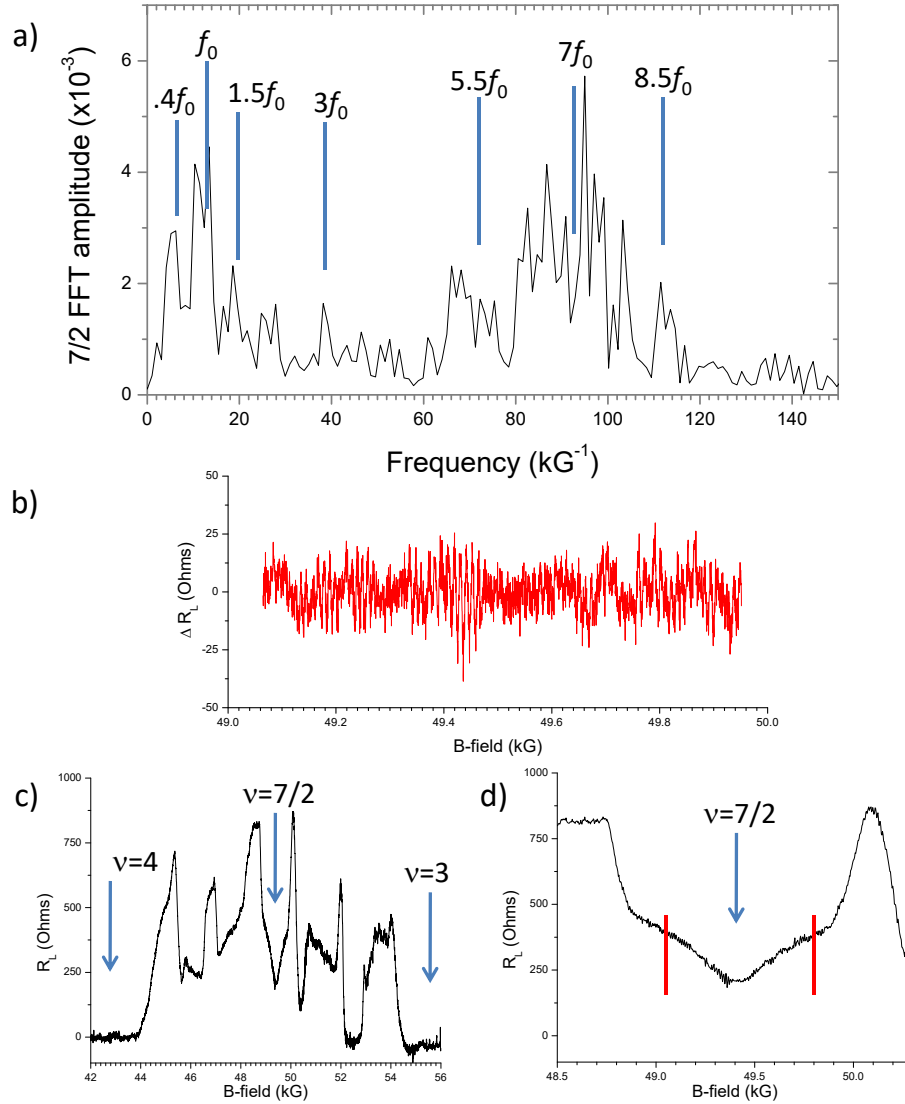 a)
7/2 FFT amplitude (x10⁻³)
6
4
2
0
.4f₀
f₀
1.5f₀
3f₀
5.5f₀
7f₀
8.5f₀
0 20 40 60 80 100 120 140
Frequency (kG⁻¹)
b)
Δ R_L (Ohms)
50
25
0
-25
-50
49.0 49.2 49.4 49.6 49.8 50.0
B-field (kG)
c)
R_L (Ohms)
1000
750
500
250
0
ν=4
ν=7/2
ν=3
42 44 46 48 50 52 54 56
B-field (kG)
d)
R_L (Ohms)
1000
750
500
250
0
ν=7/2
48.5 49.0 49.5 50.0
B-field (kG)